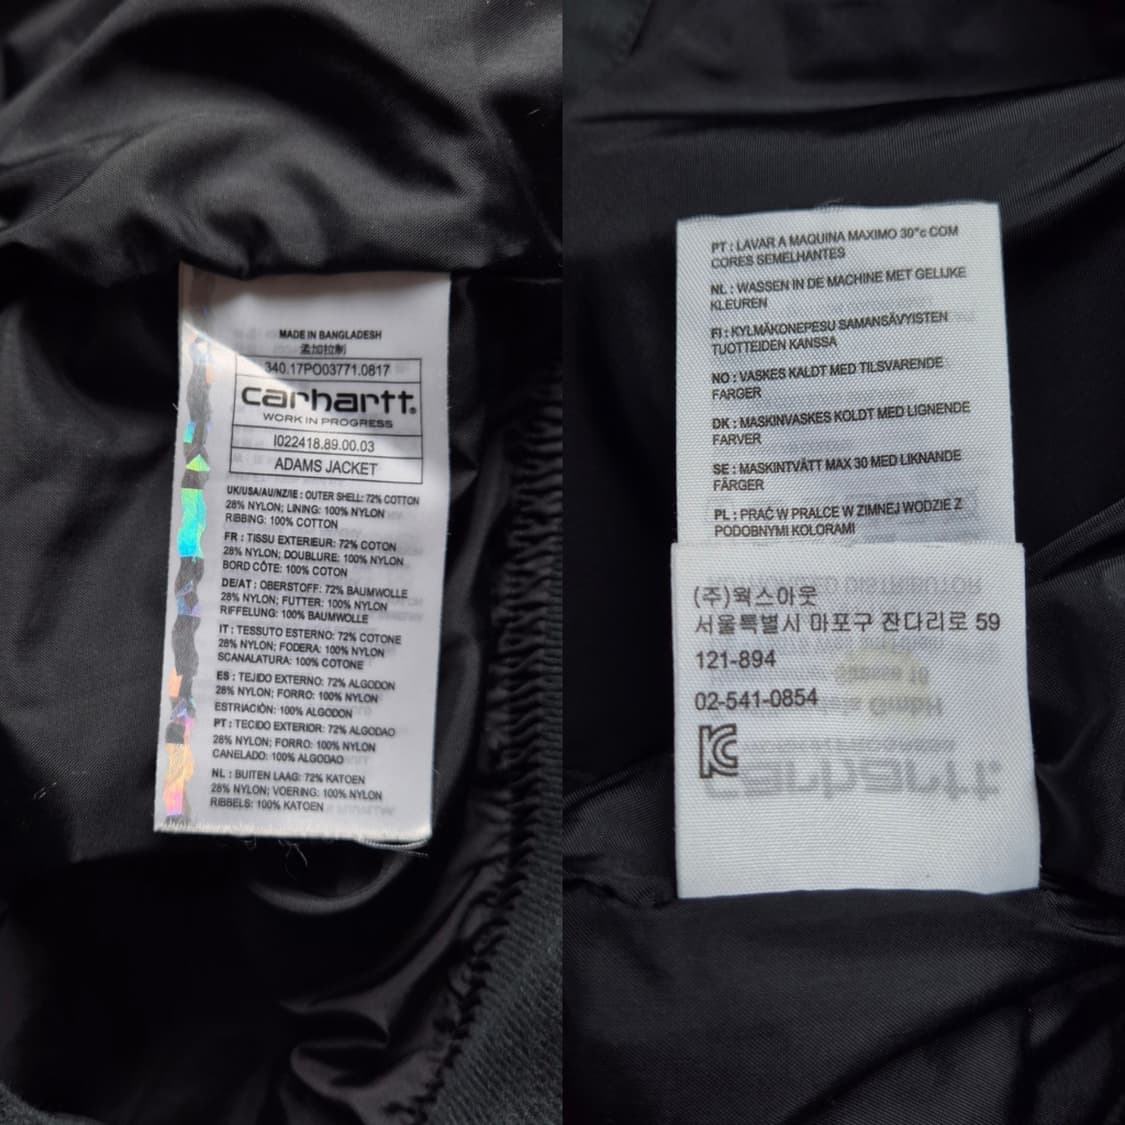 MADE IN BANGLADESH
孟加拉制
340.17PO03771.0817
carhartt®
WORK IN PROGRESS
I022418.89.00.03
ADAMS JACKET
UK/USA/AU/NZ/IE : OUTER SHELL: 72% COTTON
28% NYLON; LINING: 100% NYLON
RIBBING: 100% COTTON
FR : TISSU EXTERIEUR: 72% COTON
28% NYLON; DOUBLURE: 100% NYLON
BORD CÔTE: 100% COTON
DE/AT : OBERSTOFF: 72% BAUMWOLLE
28% NYLON; FUTTER: 100% NYLON
RIFFELUNG: 100% BAUMWOLLE
IT : TESSUTO ESTERNO: 72% COTONE
28% NYLON; FODERA: 100% NYLON
SCANALATURA: 100% COTONE
ES : TEJIDO EXTERNO: 72% ALGODON
28% NYLON; FORRO: 100% NYLON
ESTRIACIÓN: 100% ALGODON
PT : TECIDO EXTERIOR: 72% ALGODAO
28% NYLON; FORRO: 100% NYLON
CANELADO: 100% ALGODAO
NL : BUITEN LAAG: 72% KATOEN
28% NYLON; VOERING: 100% NYLON
RIBBELS: 100% KATOEN
PT : LAVAR A MAQUINA MAXIMO 30°c COM
CORES SEMELHANTES
NL : WASSEN IN DE MACHINE MET GELIJKE
KLEUREN
FI : KYLMÄKONEPESU SAMANSÄVYISTEN
TUOTTEIDEN KANSSA
NO : VASKES KALDT MED TILSVARENDE
FARGER
DK : MASKINVASKES KOLDT MED LIGNENDE
FARVER
SE : MASKINTVÄTT MAX 30 MED LIKNANDE
FÄRGER
PL : PRAĆ W PRALCE W ZIMNEJ WODZIE Z
PODOBNYMI KOLORAMI
(주)웍스아웃
서울특별시 마포구 잔다리로 59
121-894
02-541-0854
KC